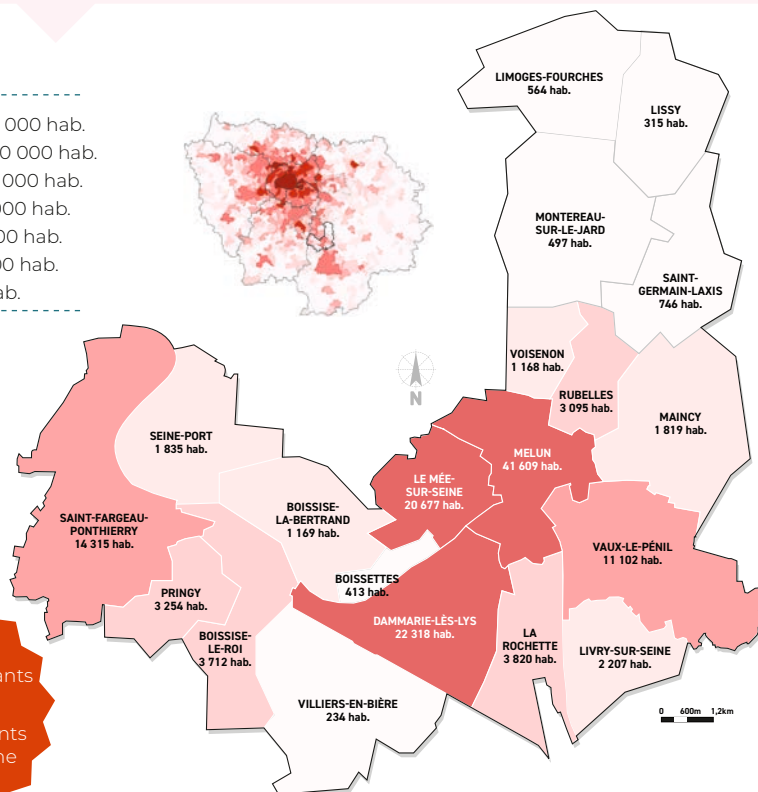 000 hab.
0 000 hab.
000 hab.
000 hab.
00 hab.
00 hab.
ab.
LIMOGES-FOURCHES
564 hab.
LISSY
315 hab.
MONTEREAU-
SUR-LE-JARD
497 hab.
SAINT-
GERMAIN-LAXIS
746 hab.
VOISENON
1 168 hab.
RUBELLES
3 095 hab.
MAINCY
1 819 hab.
N
SEINE-PORT
1 835 hab.
MELUN
41 609 hab.
LE MÉE-
SUR-SEINE
20 677 hab.
BOISSISE-
LA-BERTRAND
1 169 hab.
SAINT-FARGEAU-
PONTHIERRY
14 315 hab.
VAUX-LE-PÉNIL
11 102 hab.
BOISSETTES
413 hab.
PRINGY
3 254 hab.
DAMMARIE-LÈS-LYS
22 318 hab.
BOISSISE-
LE-ROI
3 712 hab.
LA
ROCHETTE
3 820 hab.
LIVRY-SUR-SEINE
2 207 hab.
VILLIERS-EN-BIÈRE
234 hab.
0 600m 1,2km
ants
nts
ne